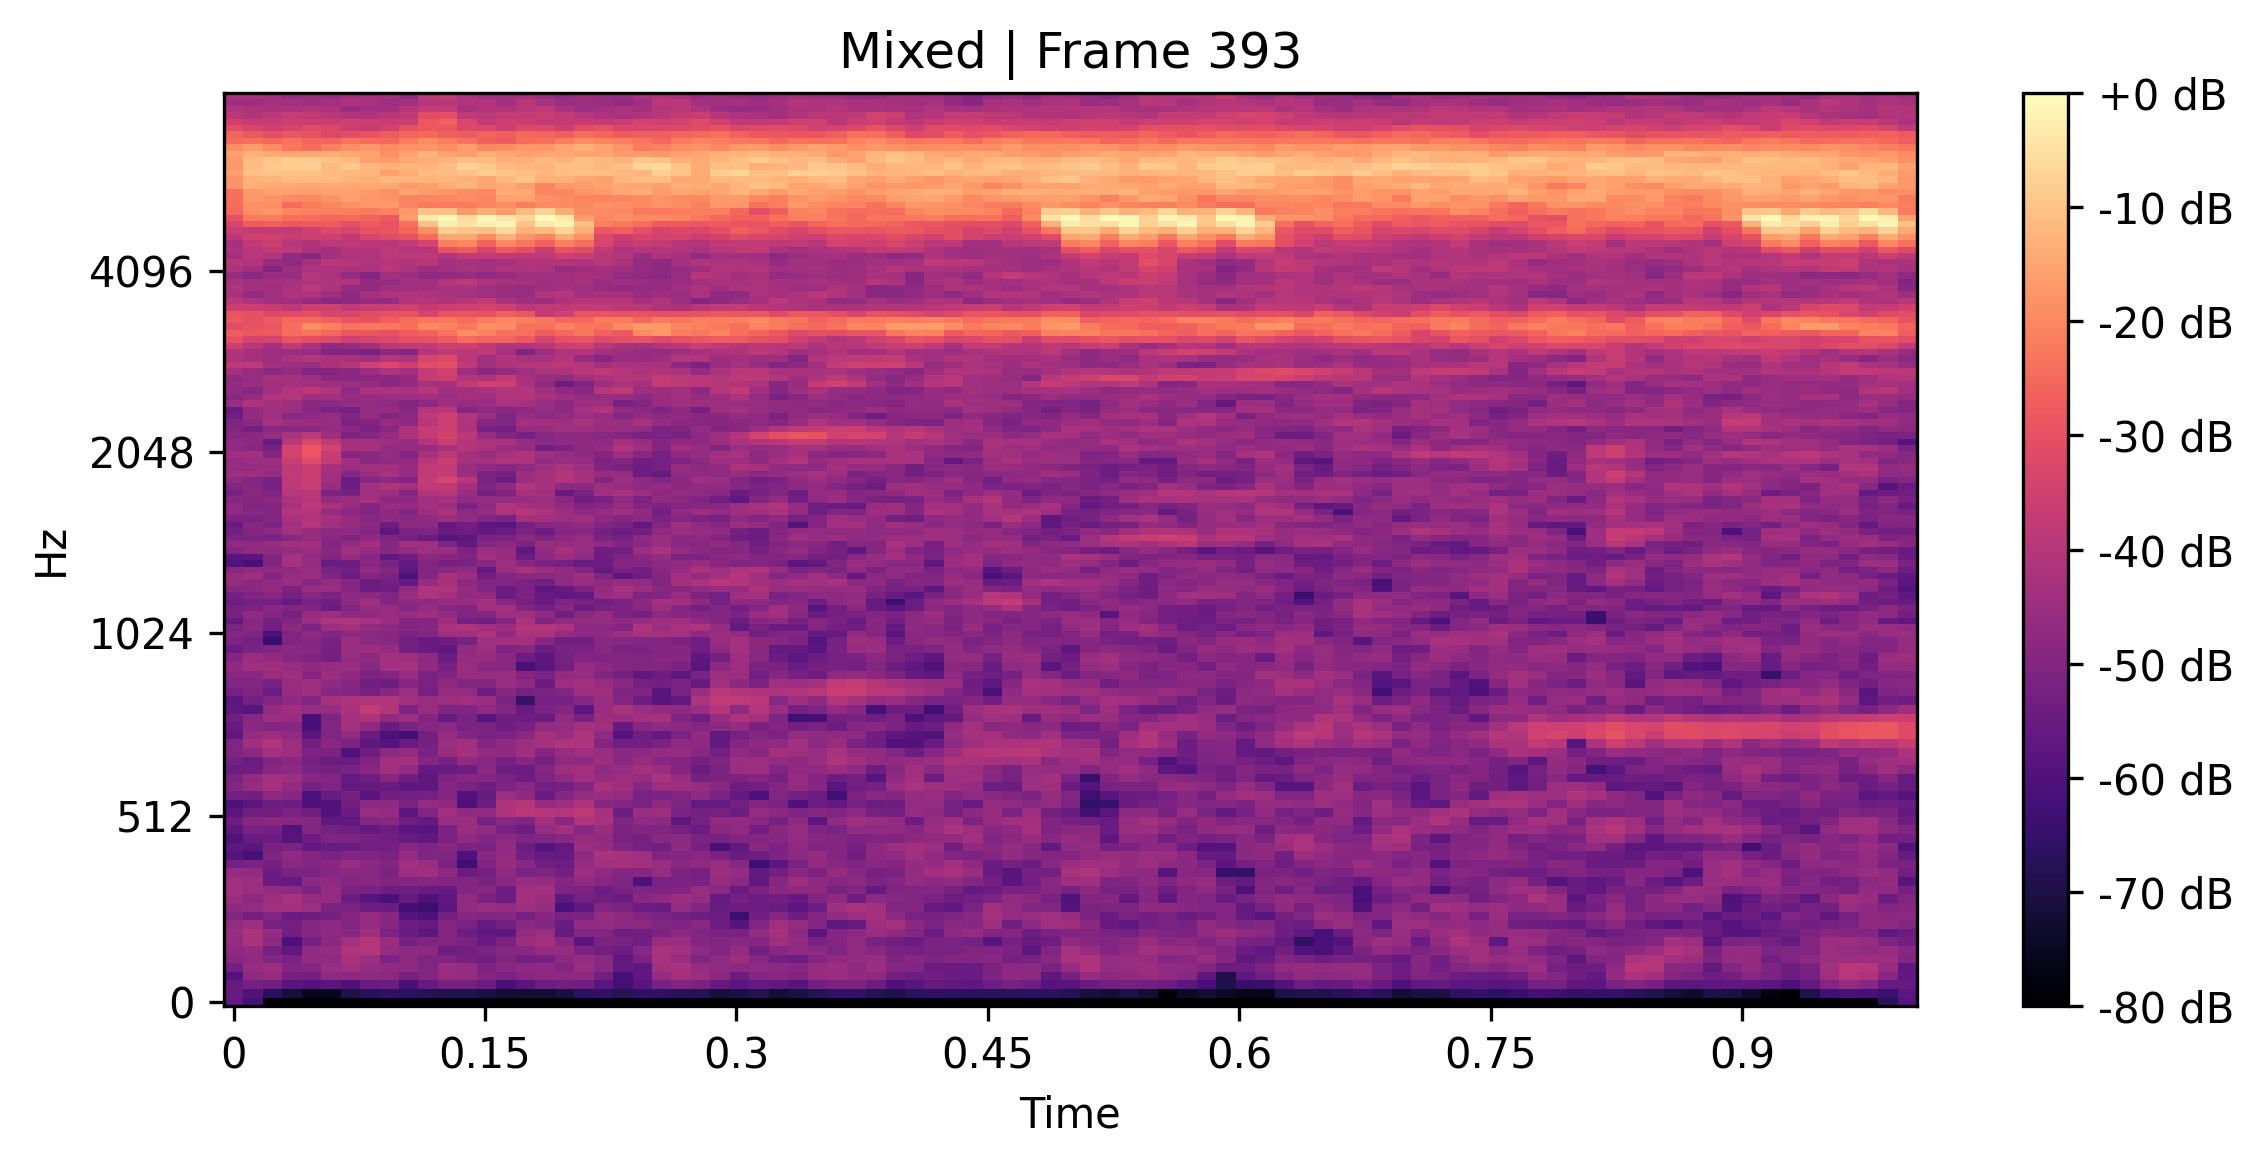 Mixed | Frame 393
+0 dB
-10 dB
-20 dB
-30 dB
-40 dB
-50 dB
-60 dB
-70 dB
-80 dB
Hz
4096
2048
1024
512
0
0 0.15 0.3 0.45 0.6 0.75 0.9
Time